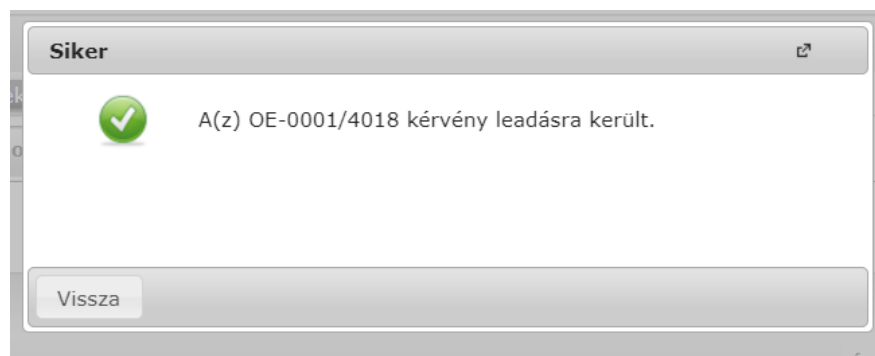 Siker
A(z) OE-0001/4018 kérvény leadásra került.
Vissza